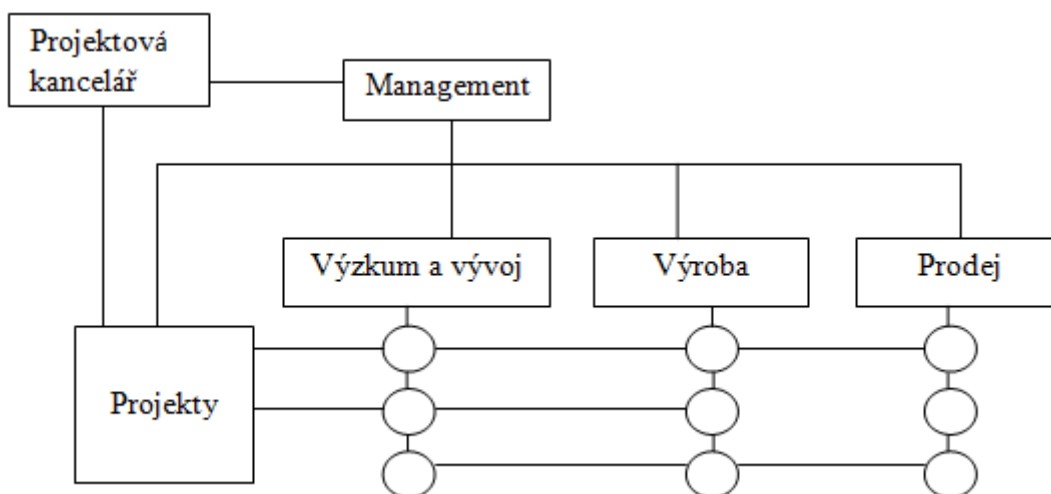 Projektová
kancelář
Management
Výzkum a vývoj
Výroba
Prodej
Projekty